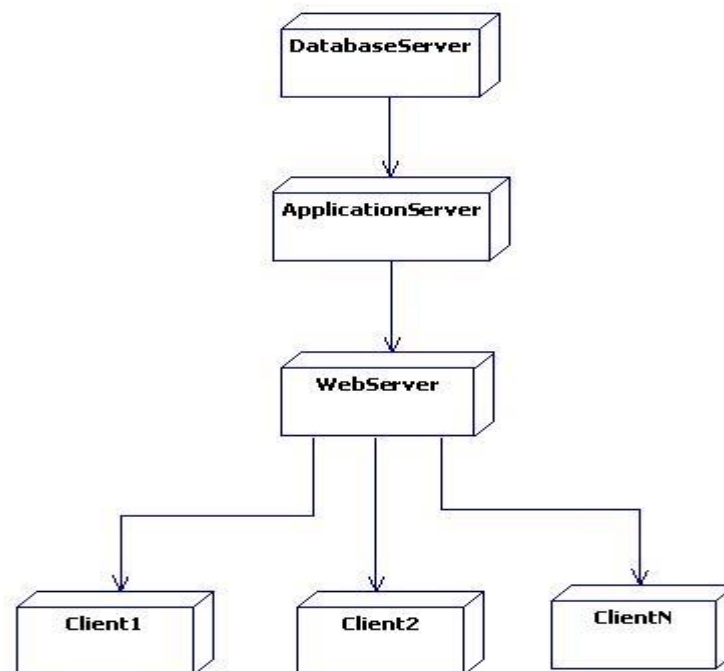 DatabaseServer
ApplicationServer
WebServer
Client1
Client2
ClientN